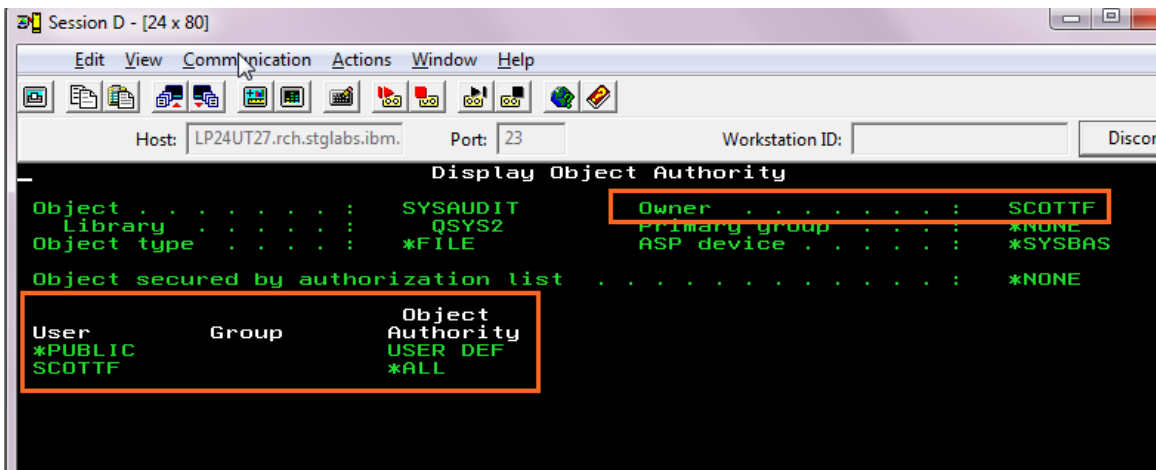 Session D - [24 x 80]
Edit View Communication Actions Window Help
Host: LP24UT27.rch.stglabs.ibm. Port: 23 Workstation ID: Discor
Display Object Authority
Object . . . . . . . : SYSAUDIT Owner . . . . . . . : SCOTTF
Library . . . . . : QSYS2 Primary group . . . : *NONE
Object type . . . . : *FILE ASP device . . . . . : *SYSBAS
Object secured by authorization list . . . . . . . . . . . . : *NONE
Object
User Group Authority
*PUBLIC USER DEF
SCOTTF *ALL